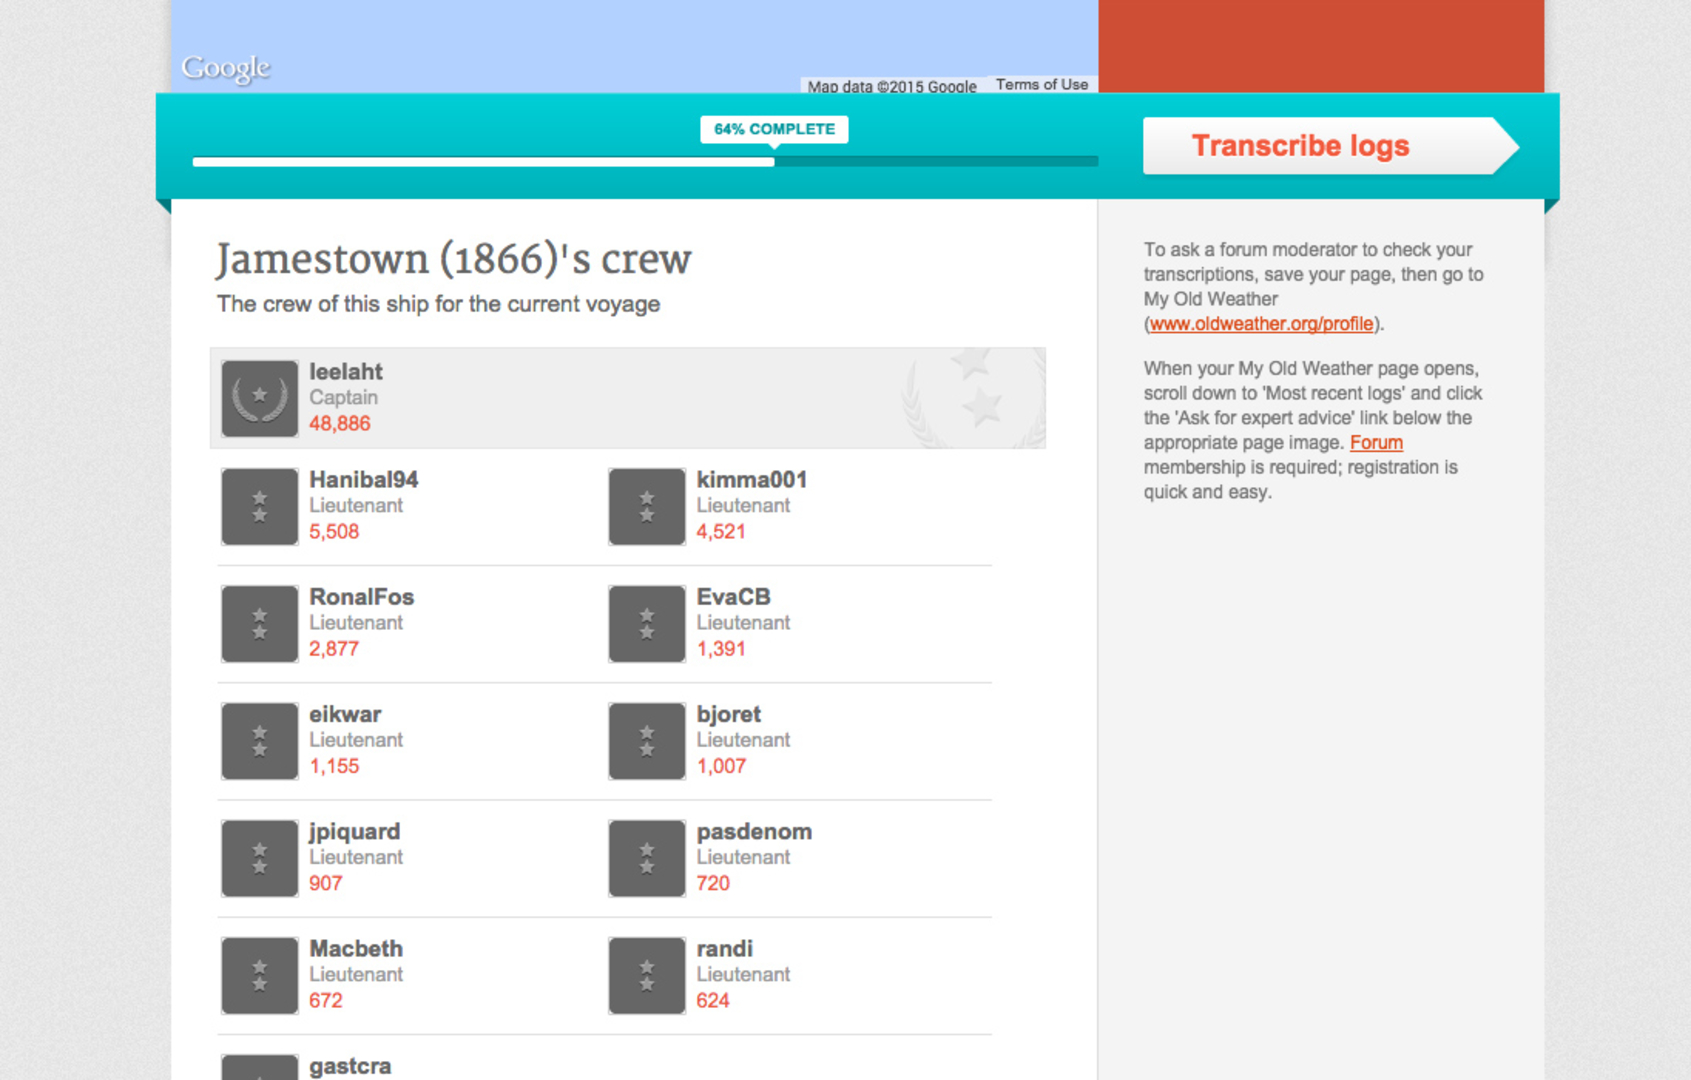 Google
Map data ©2015 Google Terms of Use
64% COMPLETE
Transcribe logs
Jamestown (1866)'s crew
The crew of this ship for the current voyage
leelaht
Captain
48,886
Hanibal94
Lieutenant
5,508
kimma001
Lieutenant
4,521
RonalFos
Lieutenant
2,877
EvaCB
Lieutenant
1,391
eikwar
Lieutenant
1,155
bjoret
Lieutenant
1,007
jpiquard
Lieutenant
907
pasdenom
Lieutenant
720
Macbeth
Lieutenant
672
randi
Lieutenant
624
gastcra
To ask a forum moderator to check your
transcriptions, save your page, then go to
My Old Weather
(www.oldweather.org/profile).
When your My Old Weather page opens,
scroll down to 'Most recent logs' and click
the 'Ask for expert advice' link below the
appropriate page image. Forum
membership is required; registration is
quick and easy.